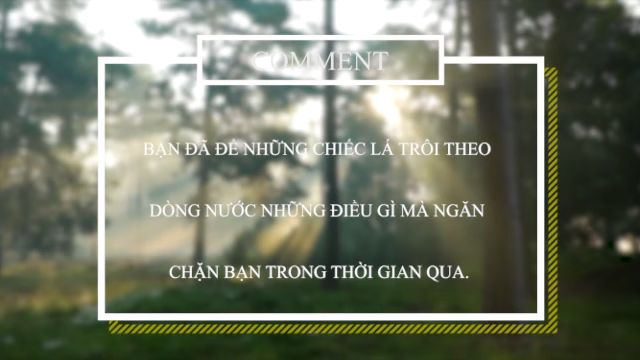 COMMENT
BẠN ĐÃ ĐỂ NHỮNG CHIẾC LÁ TRÔI THEO
DÒNG NƯỚC NHỮNG ĐIỀU GÌ MÀ NGĂN
CHẶN BẠN TRONG THỜI GIAN QUA.